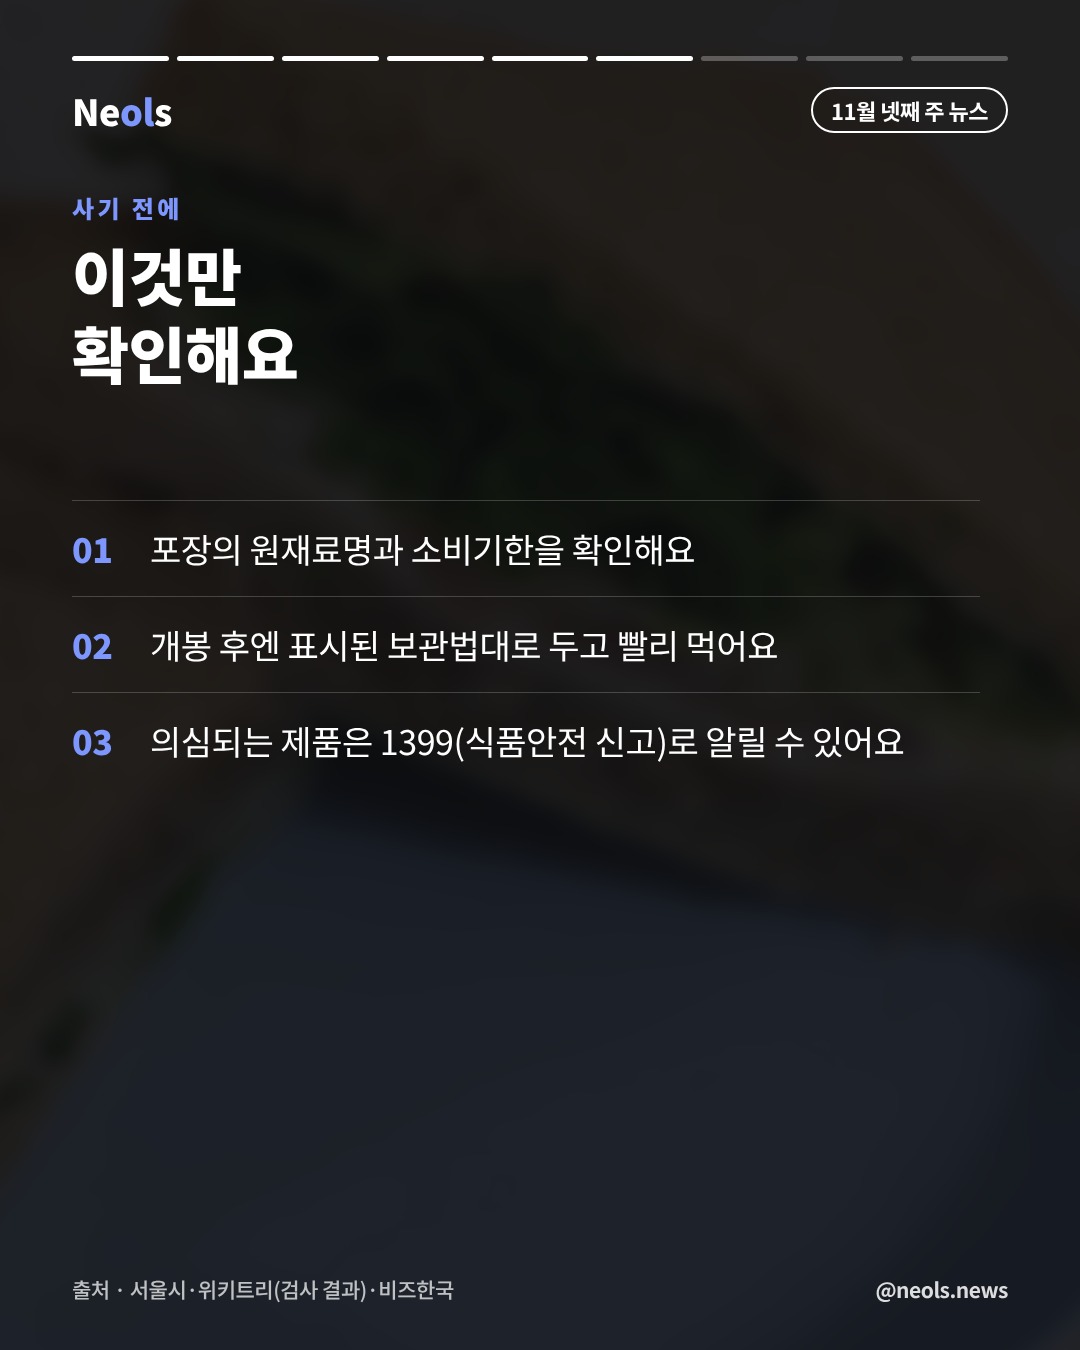 Neols
11월 넷째 주 뉴스
사기 전에
이것만
확인해요
01 포장의 원재료명과 소비기한을 확인해요
02 개봉 후엔 표시된 보관법대로 두고 빨리 먹어요
03 의심되는 제품은 1399(식품안전 신고)로 알릴 수 있어요
출처 · 서울시·위키트리(검사 결과)·비즈한국
@neols.news